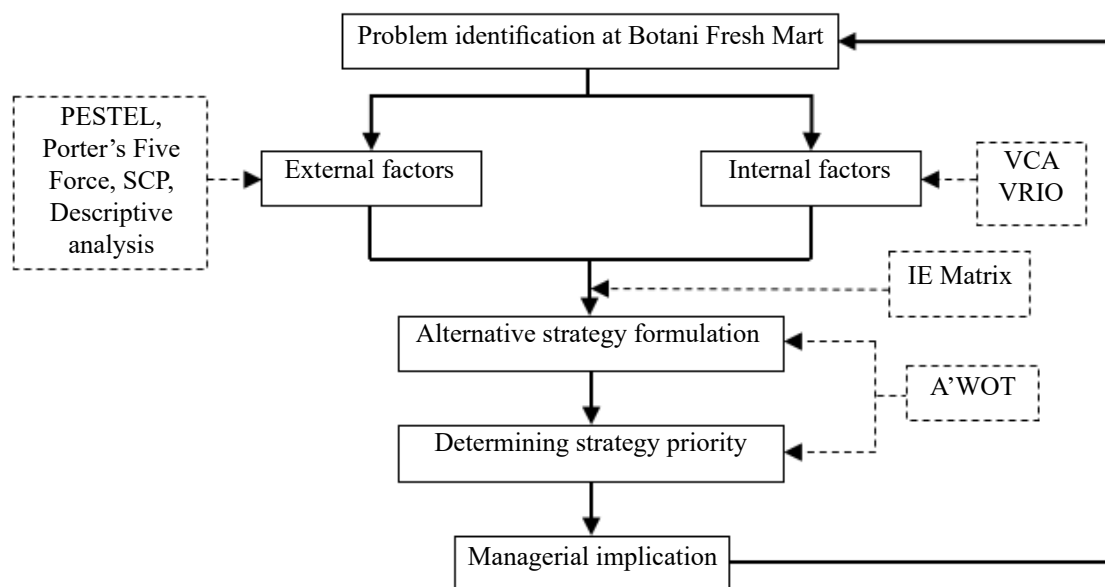 Problem identification at Botani Fresh Mart
PESTEL,
Porter's Five
Force, SCP,
Descriptive
analysis
External factors
Internal factors
VCA
VRIO
IE Matrix
Alternative strategy formulation
A'WOT
Determining strategy priority
Managerial implication